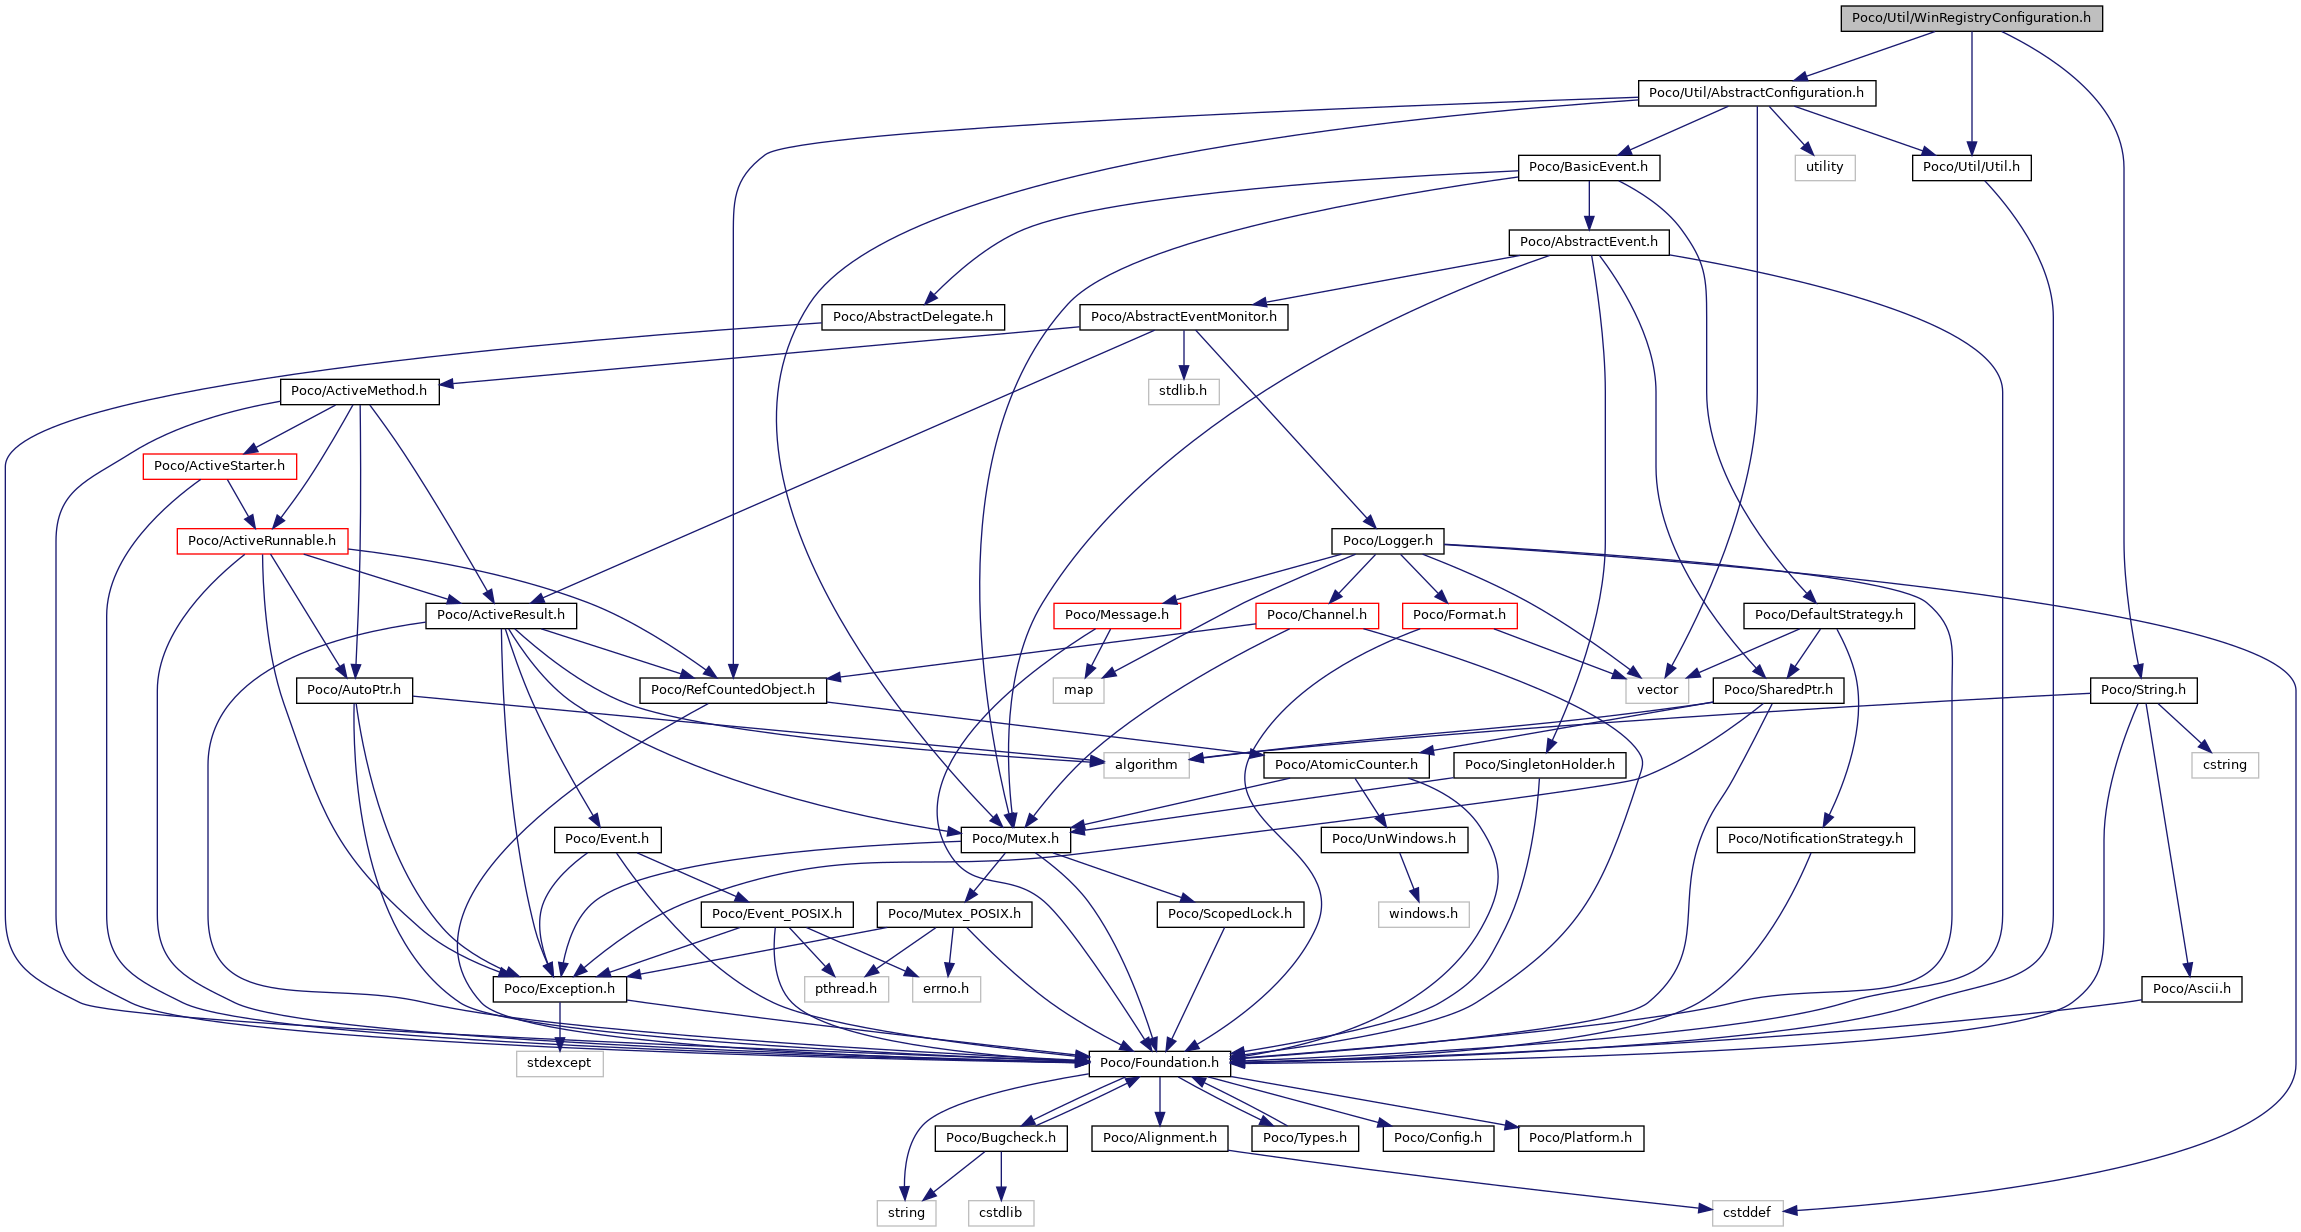 Poco/Util/WinRegistryConfiguration.h
Poco/Util/AbstractConfiguration.h
Poco/BasicEvent.h
utility
Poco/Util/Util.h
Poco/AbstractEvent.h
Poco/AbstractDelegate.h
Poco/AbstractEventMonitor.h
Poco/ActiveMethod.h
stdlib.h
Poco/ActiveStarter.h
Poco/ActiveRunnable.h
Poco/Logger.h
Poco/ActiveResult.h
Poco/Message.h
Poco/Channel.h
Poco/Format.h
Poco/DefaultStrategy.h
Poco/AutoPtr.h
Poco/RefCountedObject.h
map
vector
Poco/SharedPtr.h
Poco/String.h
algorithm
Poco/AtomicCounter.h
Poco/SingletonHolder.h
cstring
Poco/Event.h
Poco/Mutex.h
Poco/UnWindows.h
Poco/NotificationStrategy.h
Poco/Event_POSIX.h
Poco/Mutex_POSIX.h
Poco/ScopedLock.h
windows.h
Poco/Exception.h
pthread.h
errno.h
Poco/Ascii.h
stdexcept
Poco/Foundation.h
Poco/Bugcheck.h
Poco/Alignment.h
Poco/Types.h
Poco/Config.h
Poco/Platform.h
string
cstdlib
cstddef